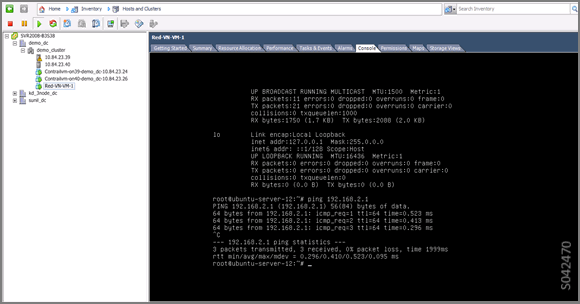 Home Inventory Hosts and Clusters
Search Inventory
SVR2008-B3S38
demo_dc
demo_cluster
10.84.23.39
10.84.23.40
Contrailvm-on39-demo_dc-10.84.23.24
Contrailvm-on40-demo_dc-10.84.23.26
Red-VN-VM-1
kd_3node_dc
sunil_dc
Red-VN-VM-1
Getting Started Summary Resource Allocation Performance Tasks & Events Alarms Console Permissions Maps Storage Views
UP BROADCAST RUNNING MULTICAST MTU:1500 Metric:1
RX packets:11 errors:0 dropped:0 overruns:0 frame:0
TX packets:21 errors:0 dropped:0 overruns:0 carrier:0
collisions:0 txqueuelen:1000
RX bytes:1750 (1.7 KB) TX bytes:2088 (2.0 KB)
lo Link encap:Local Loopback
inet addr:127.0.0.1 Mask:255.0.0.0
inet6 addr: ::1/128 Scope:Host
UP LOOPBACK RUNNING MTU:16436 Metric:1
RX packets:0 errors:0 dropped:0 overruns:0 frame:0
TX packets:0 errors:0 dropped:0 overruns:0 carrier:0
collisions:0 txqueuelen:0
RX bytes:0 (0.0 B) TX bytes:0 (0.0 B)
root@ubuntu-server-12:~# ping 192.168.2.1
PING 192.168.2.1 (192.168.2.1) 56(84) bytes of data.
64 bytes from 192.168.2.1: icmp_req=1 ttl=64 time=0.523 ms
64 bytes from 192.168.2.1: icmp_req=2 ttl=64 time=0.413 ms
64 bytes from 192.168.2.1: icmp_req=3 ttl=64 time=0.296 ms
^C
--- 192.168.2.1 ping statistics ---
3 packets transmitted, 3 received, 0% packet loss, time 1999ms
rtt min/avg/max/mdev = 0.296/0.410/0.523/0.095 ms
root@ubuntu-server-12:~# _
S042470